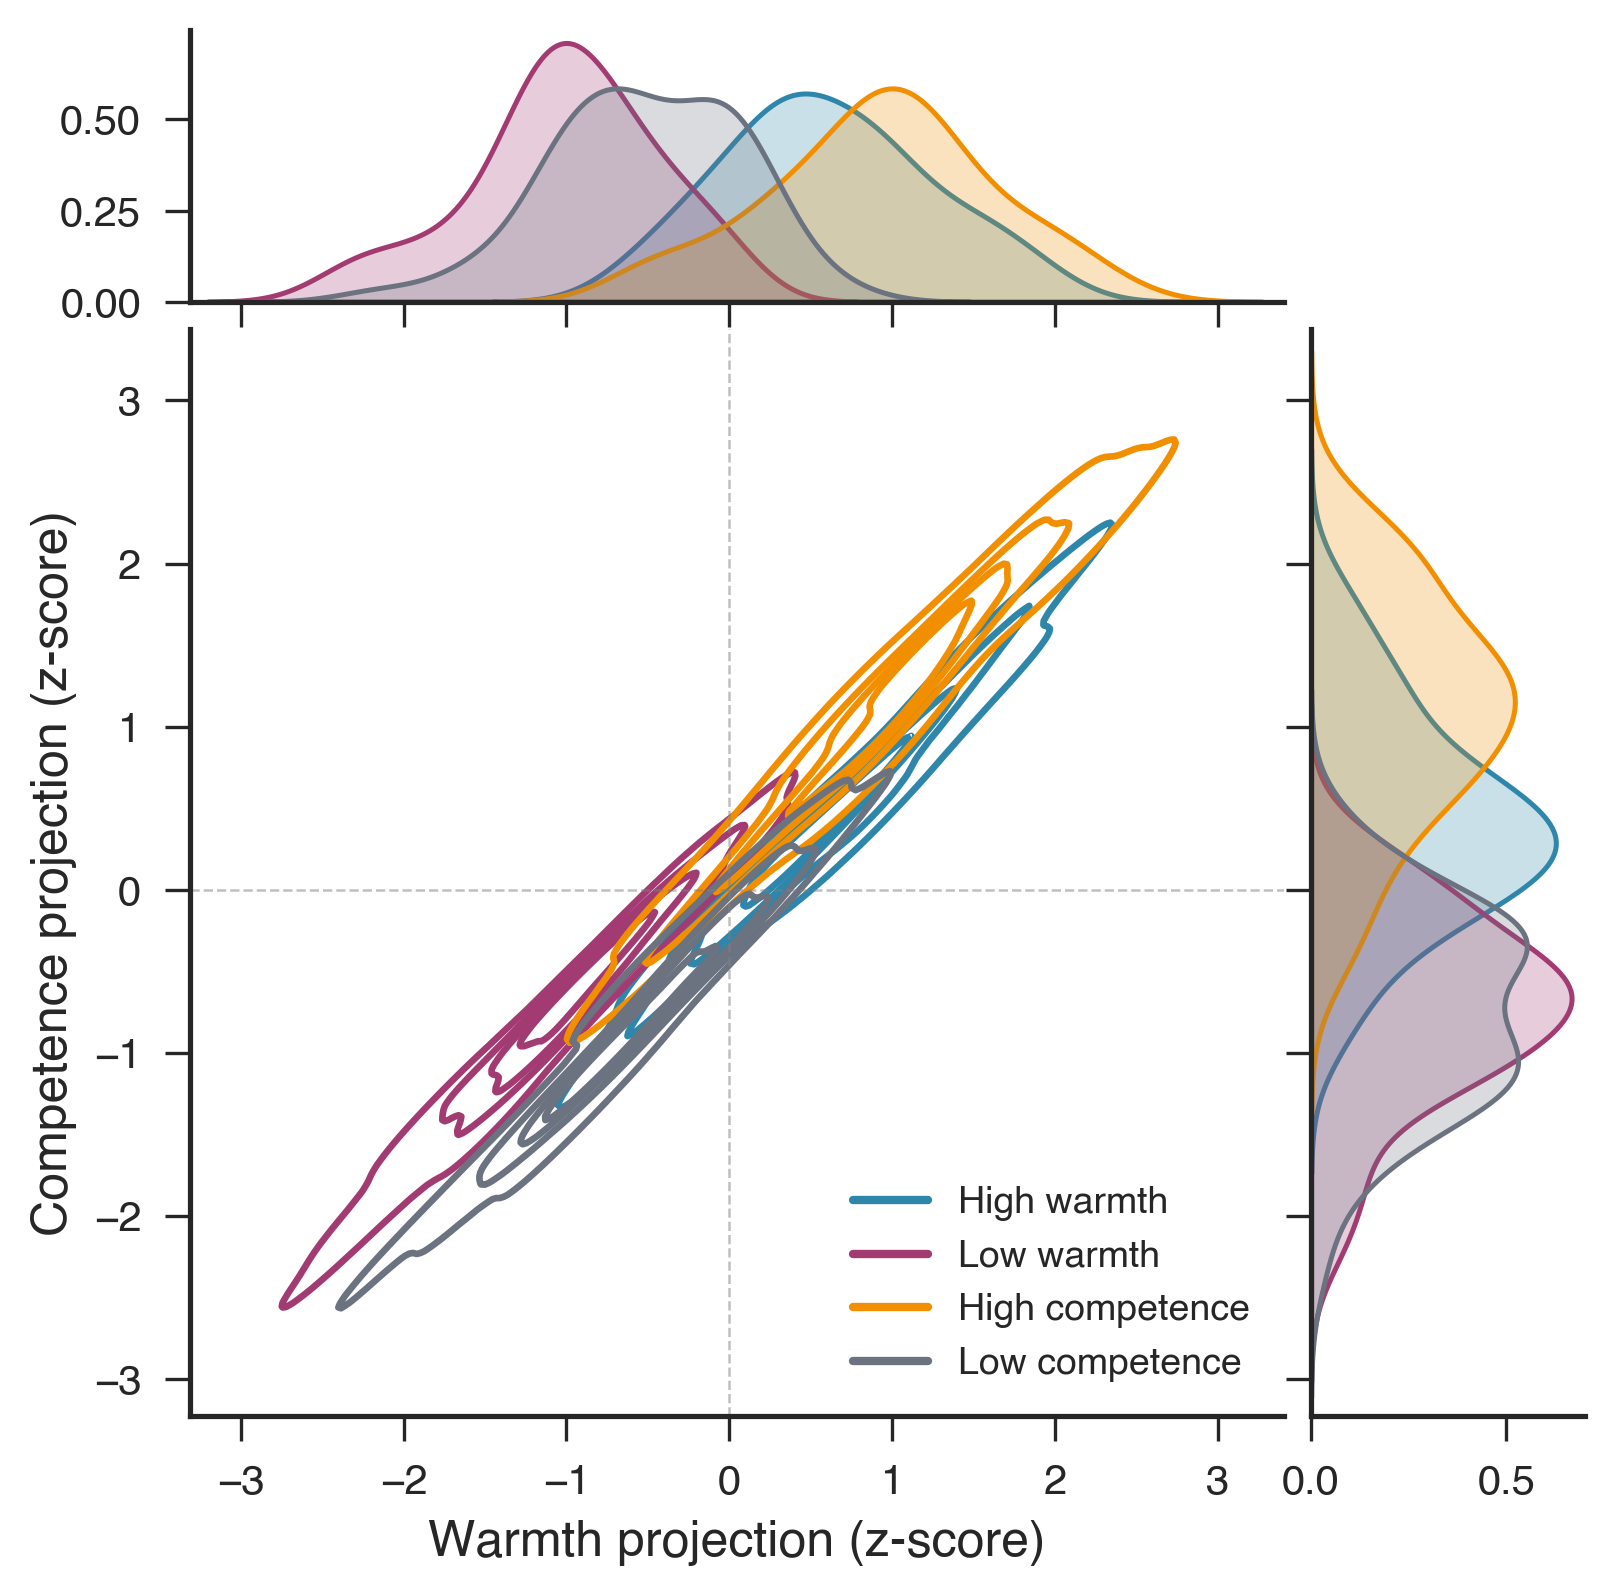 0.50
0.25
0.00
3
2
1
0
−1
−2
−3
Competence projection (z-score)
High warmth
Low warmth
High competence
Low competence
−3 −2 −1 0 1 2 3 0.0 0.5
Warmth projection (z-score)